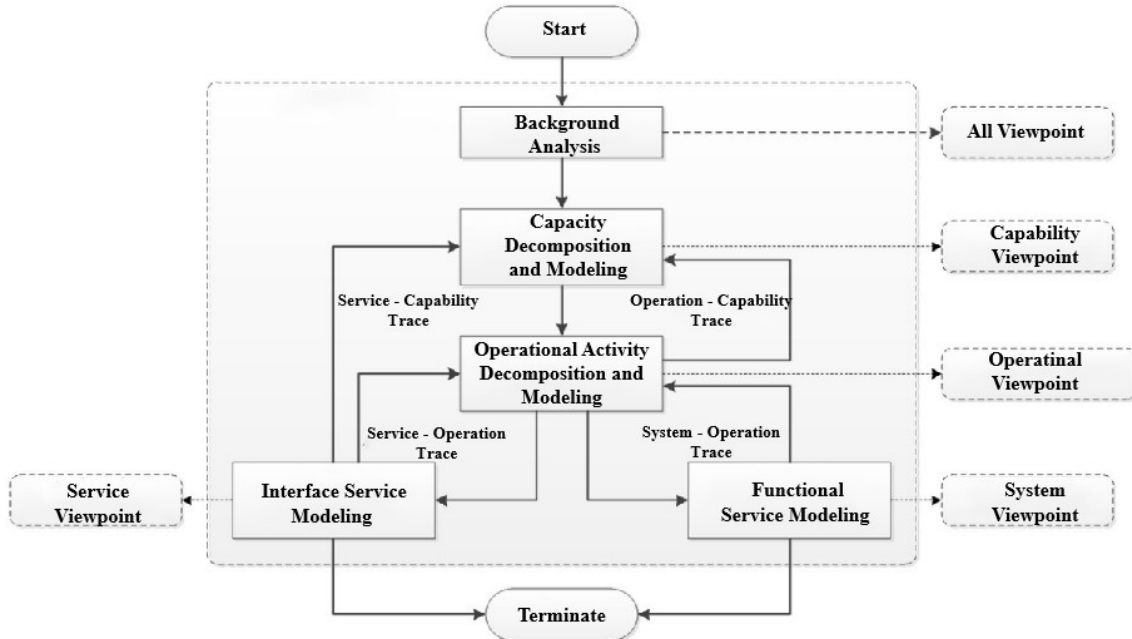 Start
Background
Analysis
All Viewpoint
Capacity
Decomposition
and Modeling
Capability
Viewpoint
Service - Capability
Trace
Operation - Capability
Trace
Operational Activity
Decomposition and
Modeling
Operatinal
Viewpoint
Service - Operation
Trace
System - Operation
Trace
Service
Viewpoint
Interface Service
Modeling
Functional
Service Modeling
System
Viewpoint
Terminate